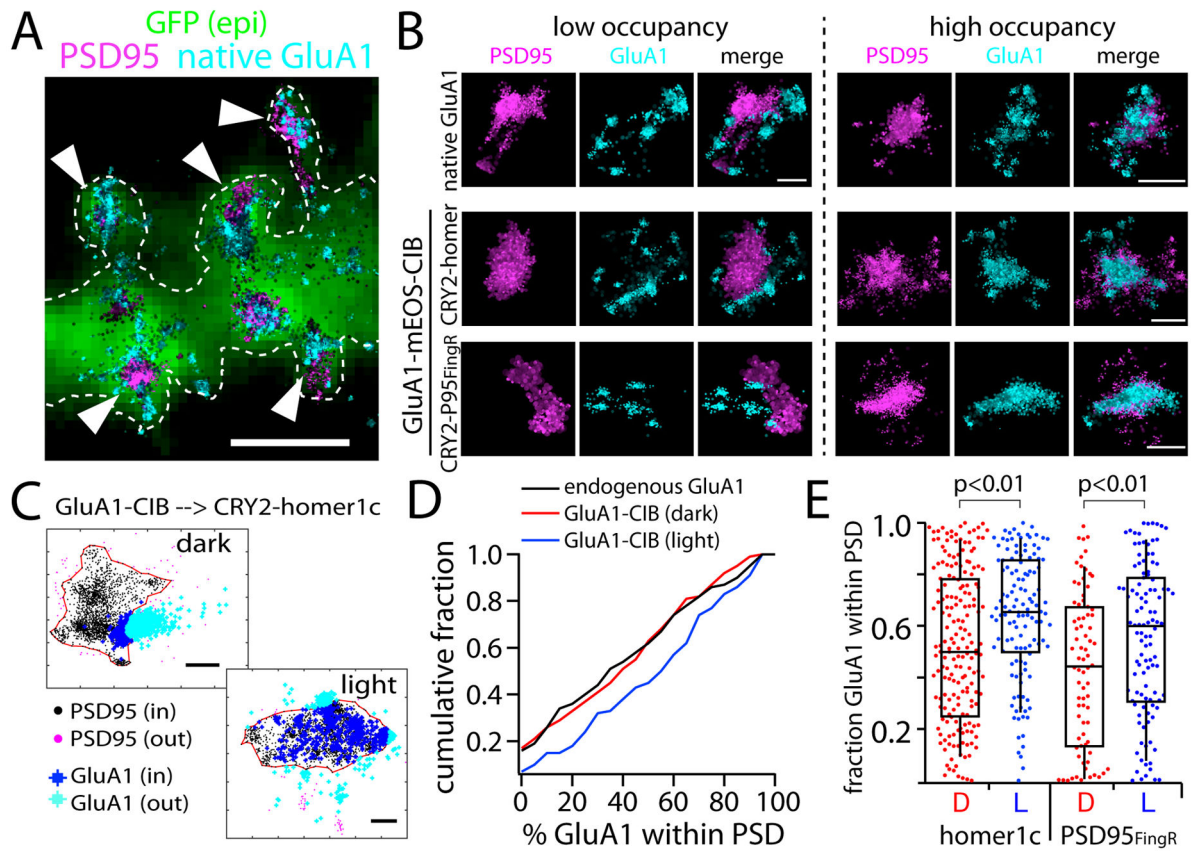 A
GFP (epi)
PSD95 native GluA1
B
low occupancy
high occupancy
PSD95 GluA1 merge
PSD95 GluA1 merge
native GluA1
GluA1-mEOS-CIB
CRY2-homer
CRY2-P95FingR
C
GluA1-CIB --> CRY2-homer1c
dark
light
PSD95 (in)
PSD95 (out)
GluA1 (in)
GluA1 (out)
D
endogenous GluA1
GluA1-CIB (dark)
GluA1-CIB (light)
cumulative fraction
1.0
0.8
0.6
0.4
0.2
0 20 40 60 80 100
% GluA1 within PSD
E
p<0.01 p<0.01
fraction GluA1 within PSD
1.0
0.6
0.2
D L D L
homer1c PSD95FingR